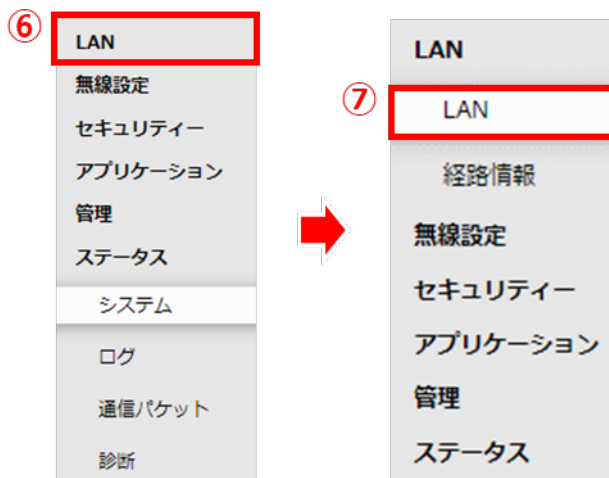 ⑥
LAN
無線設定
セキュリティー
アプリケーション
管理
ステータス
システム
ログ
通信パケット
診断
⑦
LAN
LAN
経路情報
無線設定
セキュリティー
アプリケーション
管理
ステータス